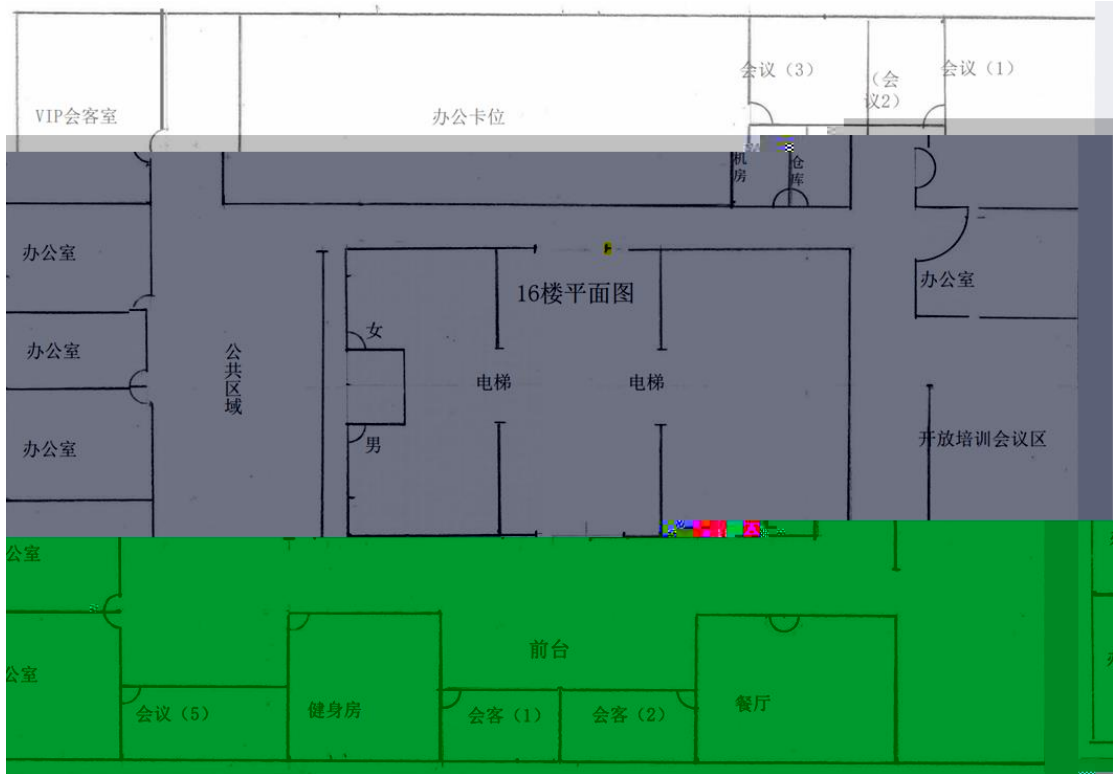 会议（3）
（会
议2）
会议（1）
VIP会客室
办公卡位
机房
仓库
办公室
办公室
16楼平面图
女
办公室
公共区域
电梯
电梯
男
办公室
开放培训会议区
公室
前台
公室
会议（5）
健身房
会客（1）
会客（2）
餐厅